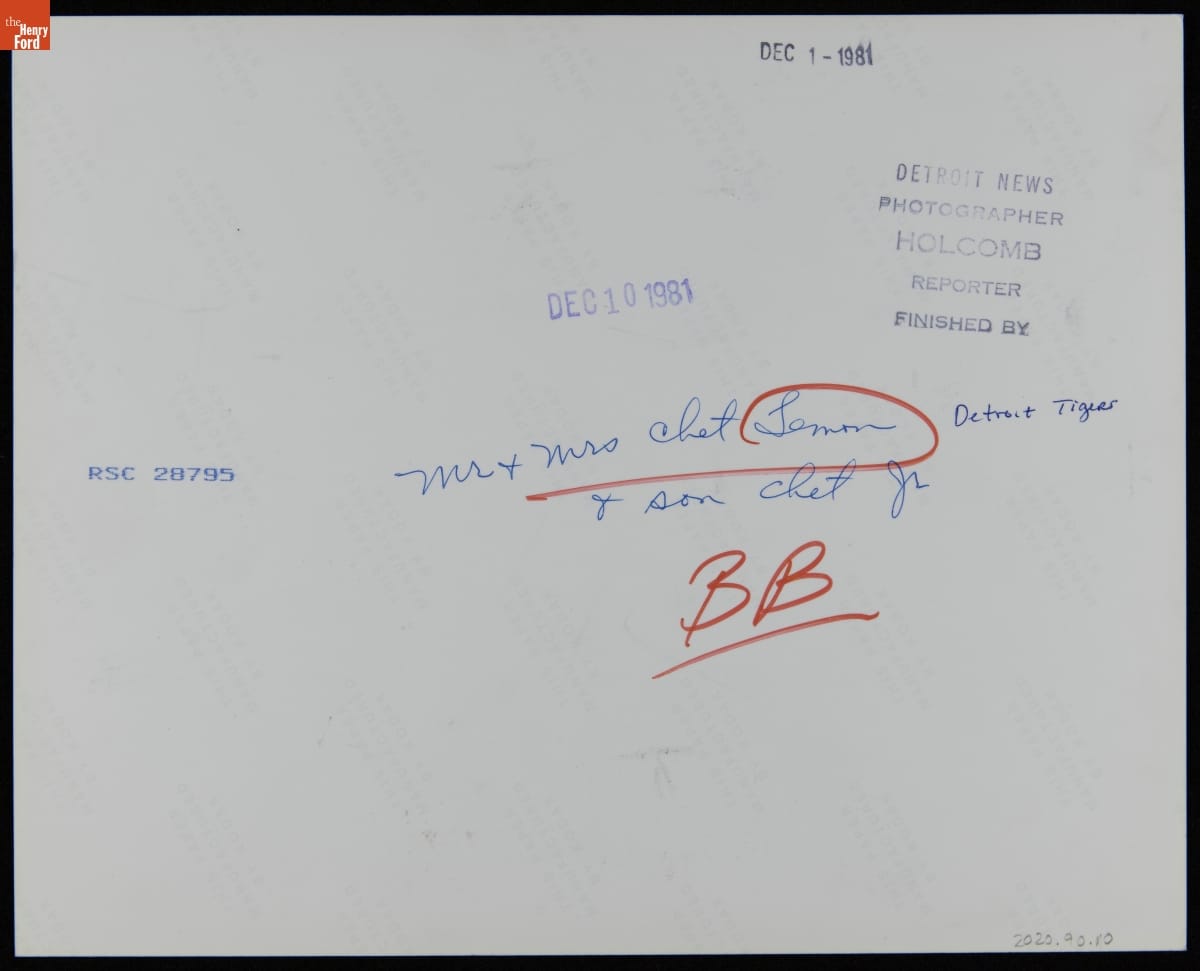 the
Henry
Ford
DEC 1-1981
DETROIT NEWS
PHOTOGRAPHER
HOLCOMB
REPORTER
FINISHED BY
DEC 10 1981
Mr + Mrs Chet Lemon
Detroit Tigers
& son Chet Jr
RSC 28795
BB
2020.90.10